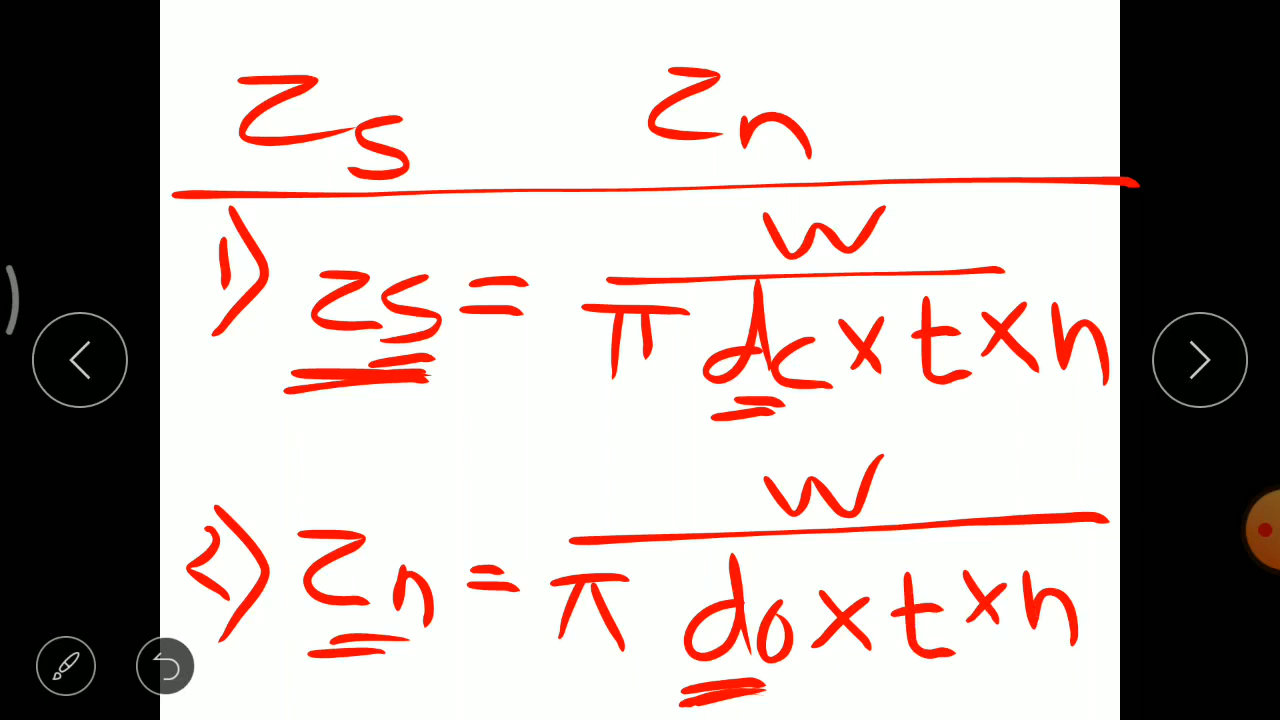 Zs Zn
1) Zs = W / π dc × t × n
2) Zn = W / π do × t × n